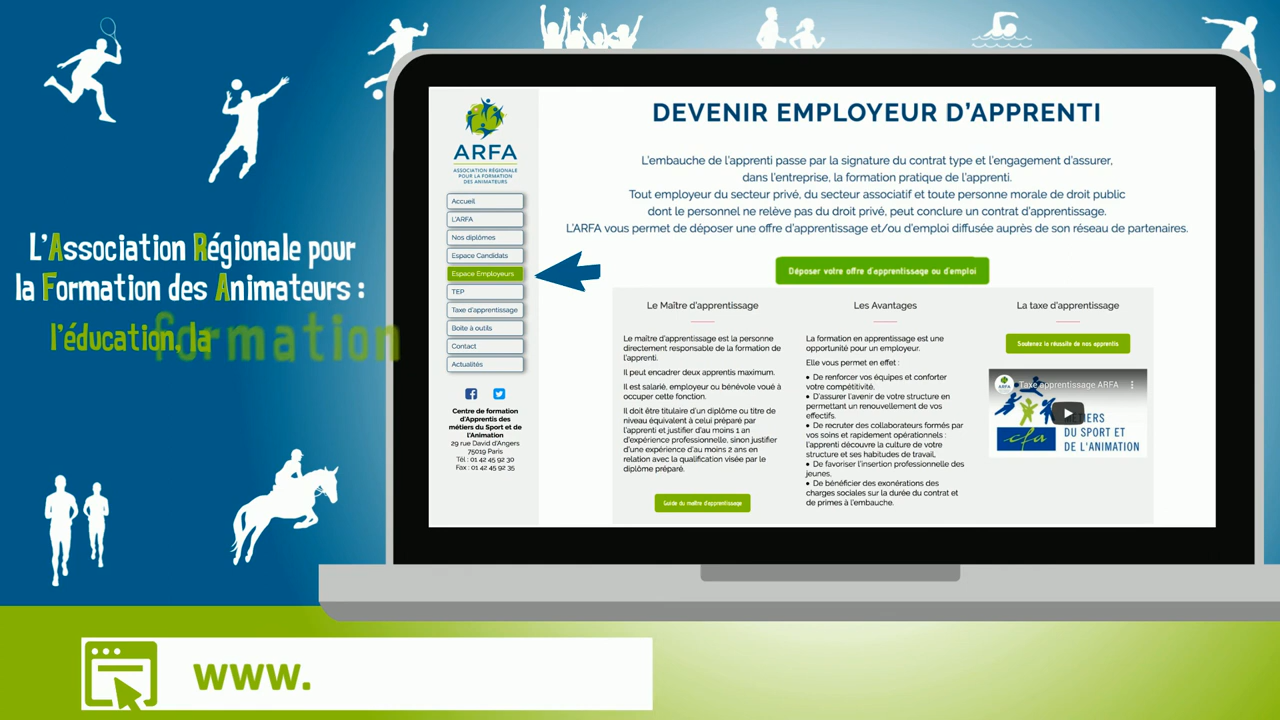 L'Association Régionale pour
la Formation des Animateurs :
l'éducation, la formation
www.
ARFA
ASSOCIATION RÉGIONALE
POUR LA FORMATION
DES ANIMATEURS
Accueil
L'ARFA
Nos diplômes
Espace Candidats
Espace Employeurs
TEP
Taxe d'apprentissage
Boite à outils
Contact
Actualités
Centre de formation
d'Apprentis des
métiers du Sport et de
l'Animation
29 rue David d'Angers
75019 Paris
Tél : 01 42 45 92 30
Fax : 01 42 45 92 35
DEVENIR EMPLOYEUR D'APPRENTI
L'embauche de l'apprenti passe par la signature du contrat type et l'engagement d'assurer,
dans l'entreprise, la formation pratique de l'apprenti.
Tout employeur du secteur privé, du secteur associatif et toute personne morale de droit public
dont le personnel ne relève pas du droit privé, peut conclure un contrat d'apprentissage.
L'ARFA vous permet de déposer une offre d'apprentissage et/ou d'emploi diffusée auprès de son réseau de partenaires.
Déposer votre offre d'apprentissage ou d'emploi
Le Maître d'apprentissage
Le maître d'apprentissage est la personne
directement responsable de la formation de
l'apprenti.
Il peut encadrer deux apprentis maximum.
Il est salarié, employeur ou bénévole voué à
occuper cette fonction.
Il doit être titulaire d'un diplôme ou titre de
niveau équivalent à celui préparé par
l'apprenti et justifier d'au moins 1 an
d'expérience professionnelle, sinon justifier
d'une expérience d'au moins 2 ans en
relation avec la qualification visée par le
diplôme préparé.
Guide du maître d'apprentissage
Les Avantages
La formation en apprentissage est une
opportunité pour un employeur.
Elle vous permet en effet :
• De renforcer vos équipes et conforter
votre compétitivité,
• D'assurer l'avenir de votre structure en
permettant un renouvellement de vos
effectifs.
• De recruter des collaborateurs formés par
vos soins et rapidement opérationnels :
l'apprenti découvre la culture de votre
structure et ses habitudes de travail,
• De favoriser l'insertion professionnelle des
jeunes,
• De bénéficier des exonérations des
charges sociales sur la durée du contrat et
de primes à l'embauche.
La taxe d'apprentissage
Soutenez la réussite de nos apprentis
ARFA
Taxe apprentissage ARFA
cfa
MÉTIERS
DU SPORT ET
DE L'ANIMATION